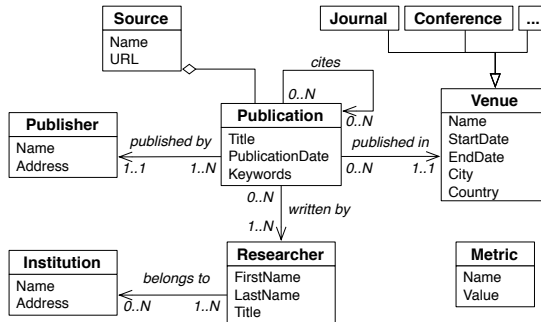 Source
Name
URL
Journal
Conference
...
cites
0..N
0..N
Publisher
Name
Address
published by
1..1
1..N
Publication
Title
PublicationDate
Keywords
published in
0..N
1..1
Venue
Name
StartDate
EndDate
City
Country
0..N
written by
1..N
Institution
Name
Address
belongs to
0..N
1..N
Researcher
FirstName
LastName
Title
Metric
Name
Value